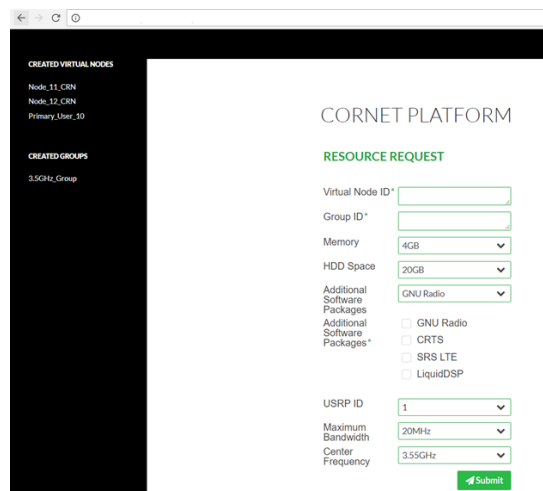 CREATED VIRTUAL NODES
Node_11_CRN
Node_12_CRN
Primary_User_10
CREATED GROUPS
3.5GHz_Group
CORNET PLATFORM
RESOURCE REQUEST
Virtual Node ID*
Group ID*
Memory
4GB
HDD Space
20GB
Additional
Software
Packages
GNU Radio
Additional
Software
Packages*
GNU Radio
CRTS
SRS LTE
LiquidDSP
USRP ID
1
Maximum
Bandwidth
20MHz
Center
Frequency
3.55GHz
Submit